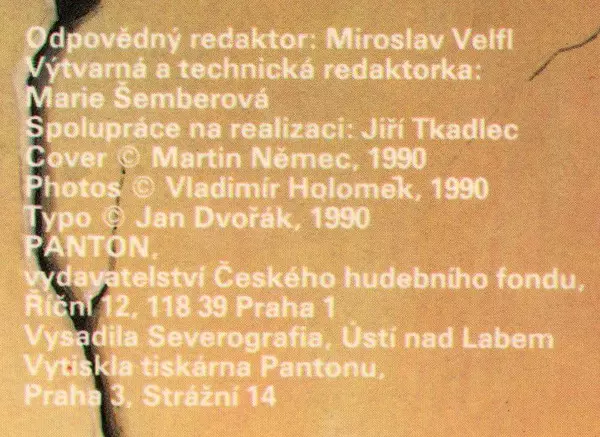 Odpovědný redaktor: Miroslav Velfl
Výtvarná a technická redaktorka:
Marie Šemberová
Spolupráce na realizaci: Jiří Tkadlec
Cover © Martin Němec, 1990
Photos © Vladimír Holomek, 1990
Typo © Jan Dvořák, 1990
PANTON,
vydavatelství Českého hudebního fondu,
Říční 12, 118 39 Praha 1
Vysadila Severografia, Ústí nad Labem
Vytiskla tiskárna Pantonu,
Praha 3, Strážní 14